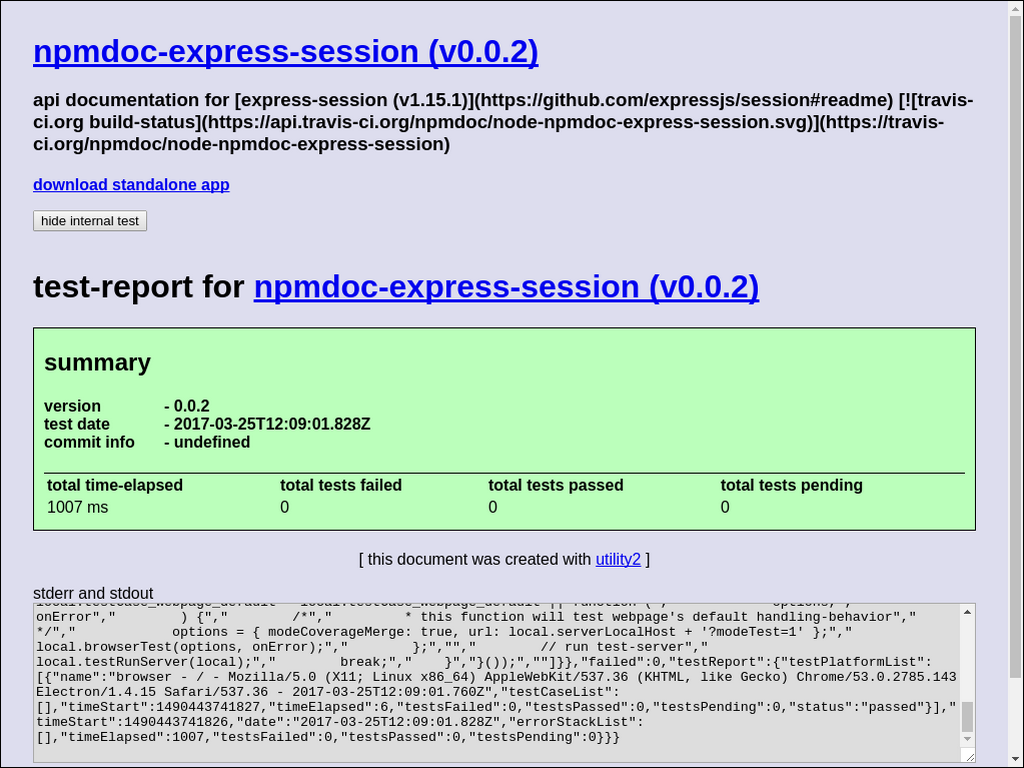 npmdoc-express-session (v0.0.2)
api documentation for [express-session (v1.15.1)](https://github.com/expressjs/session#readme) [![travis-
ci.org build-status](https://api.travis-ci.org/npmdoc/node-npmdoc-express-session.svg)](https://travis-
ci.org/npmdoc/node-npmdoc-express-session)
download standalone app
hide internal test
test-report for npmdoc-express-session (v0.0.2)
summary
version - 0.0.2
test date - 2017-03-25T12:09:01.828Z
commit info - undefined
total time-elapsed total tests failed total tests passed total tests pending
1007 ms 0 0 0
[ this document was created with utility2 ]
stderr and stdout
onError","        ) {","        /*","         * this function will test webpage's default handling-behavior","
*/","            options = { modeCoverageMerge: true, url: local.serverLocalHost + '?modeTest=1' };","
local.browserTest(options, onError);","        };","","        // run test-server","
local.testRunServer(local);","        break;","    }","}());",""]}},"failed":0,"testReport":{"testPlatformList":
[{"name":"browser - / - Mozilla/5.0 (X11; Linux x86_64) AppleWebKit/537.36 (KHTML, like Gecko) Chrome/53.0.2785.143
Electron/1.4.15 Safari/537.36 - 2017-03-25T12:09:01.760Z","testCaseList":
[],"timeStart":1490443741827,"timeElapsed":6,"testsFailed":0,"testsPassed":0,"testsPending":0,"status":"passed"}],"
timeStart":1490443741826,"date":"2017-03-25T12:09:01.828Z","errorStackList":
[],"timeElapsed":1007,"testsFailed":0,"testsPassed":0,"testsPending":0}}}